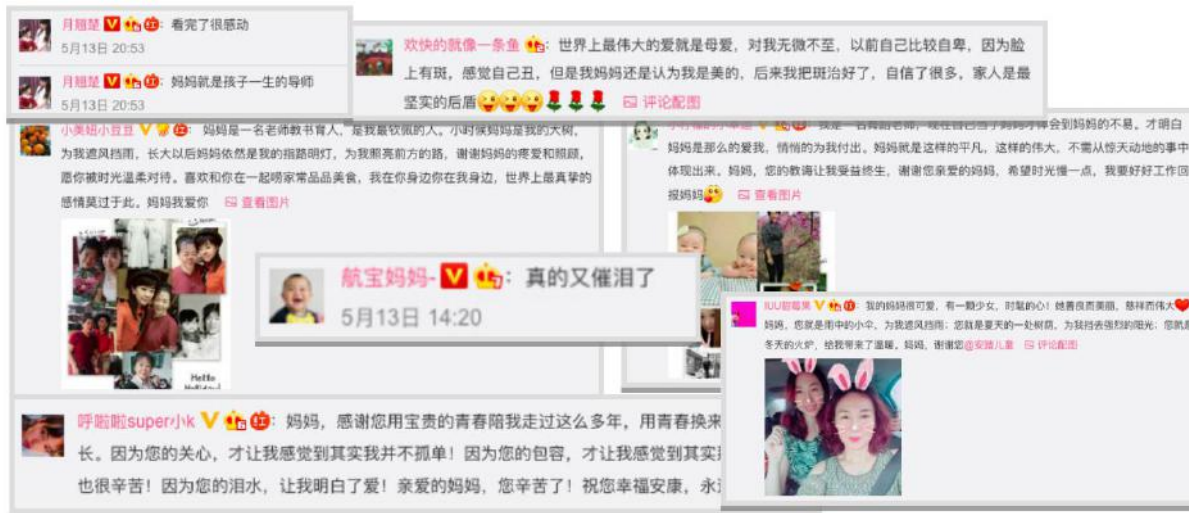 月翘楚 V : 看完了很感动
5月13日 20:53
月翘楚 V : 妈妈就是孩子一生的导师
5月13日 20:53
欢快的就像一条鱼 : 世界上最伟大的爱就是母爱，对我无微不至，以前自己比较自卑，因为脸
上有斑，感觉自己丑，但是我妈妈还是认为我是美的、后来我把斑治好了，自信了很多。家人是最
坚实的后盾 评论配图
小美妞小豆豆 V : 妈妈是一名老师教书育人，是我最钦佩的人。小时候妈妈是我的大树，
为我遮风挡雨，长大以后妈妈依然是我的指路明灯，为我照亮前方的路，谢谢妈妈的疼爱和照顾，
愿你被时光温柔对待。喜欢和你在一起唠家常品品美食，我在你身边你在我身边，世界上最真挚的
感情莫过于此。妈妈我爱你 查看图片
Hello
我是一名舞蹈老师，现在自己当了妈妈才体会到妈妈的不易。才明白
妈妈是那么的爱我，悄悄的为我付出。妈妈就是这样的平凡，这样的伟大，不需从惊天动地的事中
体现出来。妈妈，您的教诲让我受益终生，谢谢您亲爱的妈妈，希望时光慢一点，我要好好工作回
报妈妈 查看图片
航宝妈妈- V : 真的又催泪了
5月13日 14:20
IUU甜莓果 V : 我的妈妈很可爱，有一颗少女，时髦的心！她善良而美丽，慈祥而伟大
妈妈，您就是雨中的小伞，为我遮风挡雨；您就是夏天的一处树荫，为我挡去强烈的阳光；您就是
冬天的火炉，给我带来了温暖。妈妈，谢谢您@安踏儿童 评论配图
呼啦啦super小k V : 妈妈，感谢您用宝贵的青春陪我走过这么多年，用青春换来
长。因为您的关心，才让我感觉到其实我并不孤单！因为您的包容，才让我感觉到其实
也很辛苦！因为您的泪水，让我明白了爱！亲爱的妈妈，您辛苦了！祝您幸福安康，永